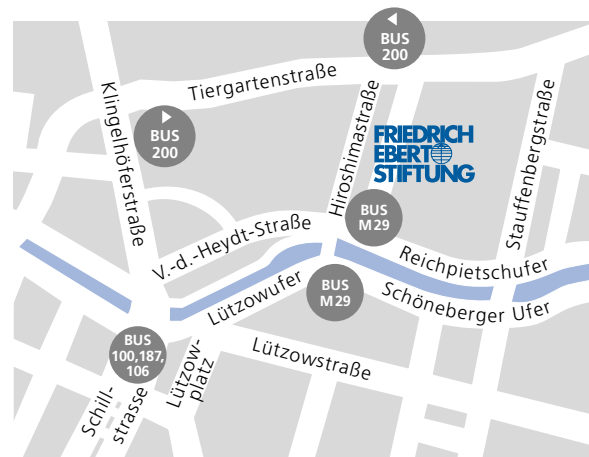 BUS
200
Tiergartenstraße
Klingelhöferstraße
BUS
200
Hiroshimastraße
FRIEDRICH
EBERT
STIFTUNG
Stauffenbergstraße
BUS
M29
V.-d.-Heydt-Straße
Reichpietschufer
BUS
M29
Schöneberger Ufer
Lützowufer
BUS
100,187,
106
Lützow-
platz
Lützowstraße
Schill-
strasse